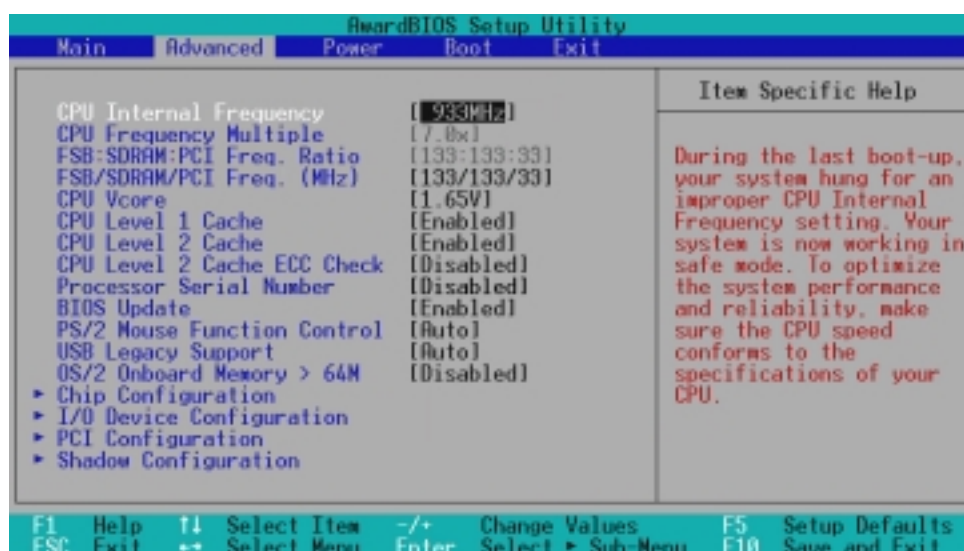 AwardBIOS Setup Utility
Main Advanced Power Boot Exit
Item Specific Help
CPU Internal Frequency [ 933MHz]
CPU Frequency Multiple [7.0x]
FSB:SDRAM:PCI Freq. Ratio [133:133:33]
FSB/SDRAM/PCI Freq. (MHz) [133/133/33]
CPU Vcore [1.65V]
CPU Level 1 Cache [Enabled]
CPU Level 2 Cache [Enabled]
CPU Level 2 Cache ECC Check [Disabled]
Processor Serial Number [Disabled]
BIOS Update [Enabled]
PS/2 Mouse Function Control [Auto]
USB Legacy Support [Auto]
OS/2 Onboard Memory > 64M [Disabled]
► Chip Configuration
► I/O Device Configuration
► PCI Configuration
► Shadow Configuration
During the last boot-up,
your system hung for an
improper CPU Internal
Frequency setting. Your
system is now working in
safe mode. To optimize
the system performance
and reliability, make
sure the CPU speed
conforms to the
specifications of your
CPU.
F1 Help ↑↓ Select Item -/+ Change Values F5 Setup Defaults
ESC Exit ←→ Select Menu Enter Select ► Sub-Menu F10 Save and Exit